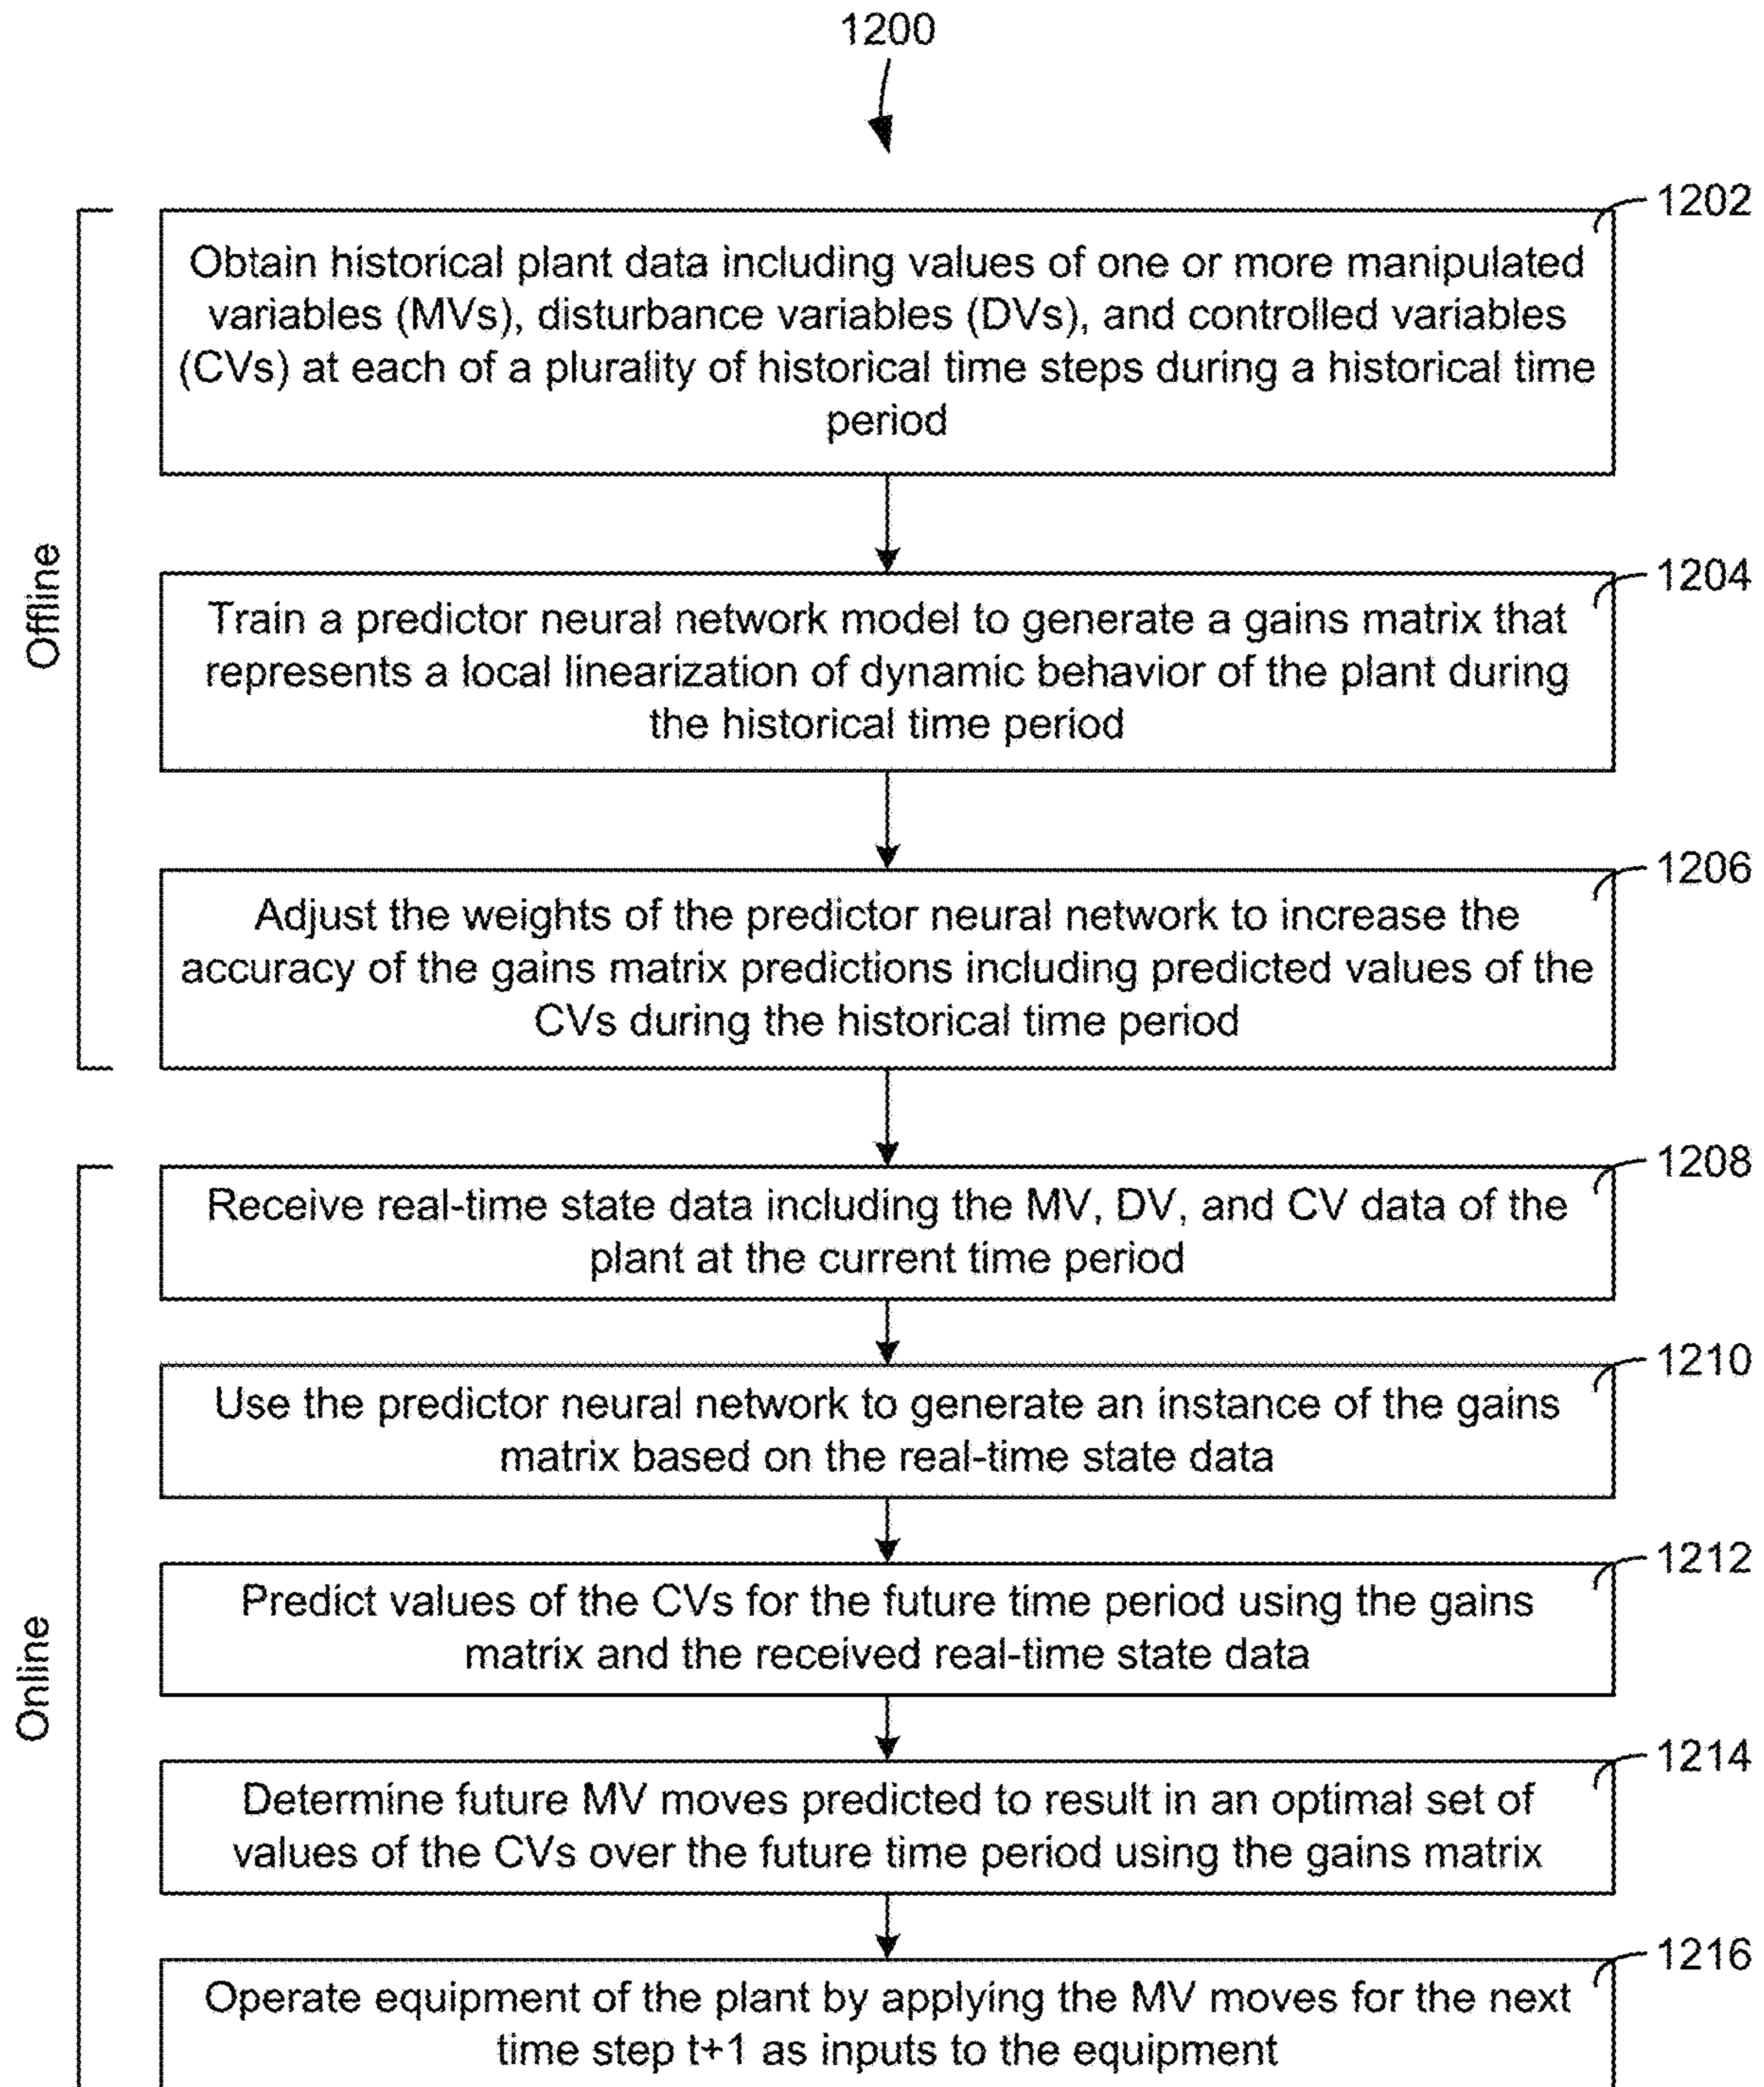 1200
1202
Obtain historical plant data including values of one or more manipulated
variables (MVs), disturbance variables (DVs), and controlled variables
(CVs) at each of a plurality of historical time steps during a historical time
period
Offline
1204
Train a predictor neural network model to generate a gains matrix that
represents a local linearization of dynamic behavior of the plant during
the historical time period
1206
Adjust the weights of the predictor neural network to increase the
accuracy of the gains matrix predictions including predicted values of the
CVs during the historical time period
1208
Receive real-time state data including the MV, DV, and CV data of the
plant at the current time period
1210
Use the predictor neural network to generate an instance of the gains
matrix based on the real-time state data
1212
Predict values of the CVs for the future time period using the gains
matrix and the received real-time state data
Online
1214
Determine future MV moves predicted to result in an optimal set of
values of the CVs over the future time period using the gains matrix
1216
Operate equipment of the plant by applying the MV moves for the next
time step t+1 as inputs to the equipment